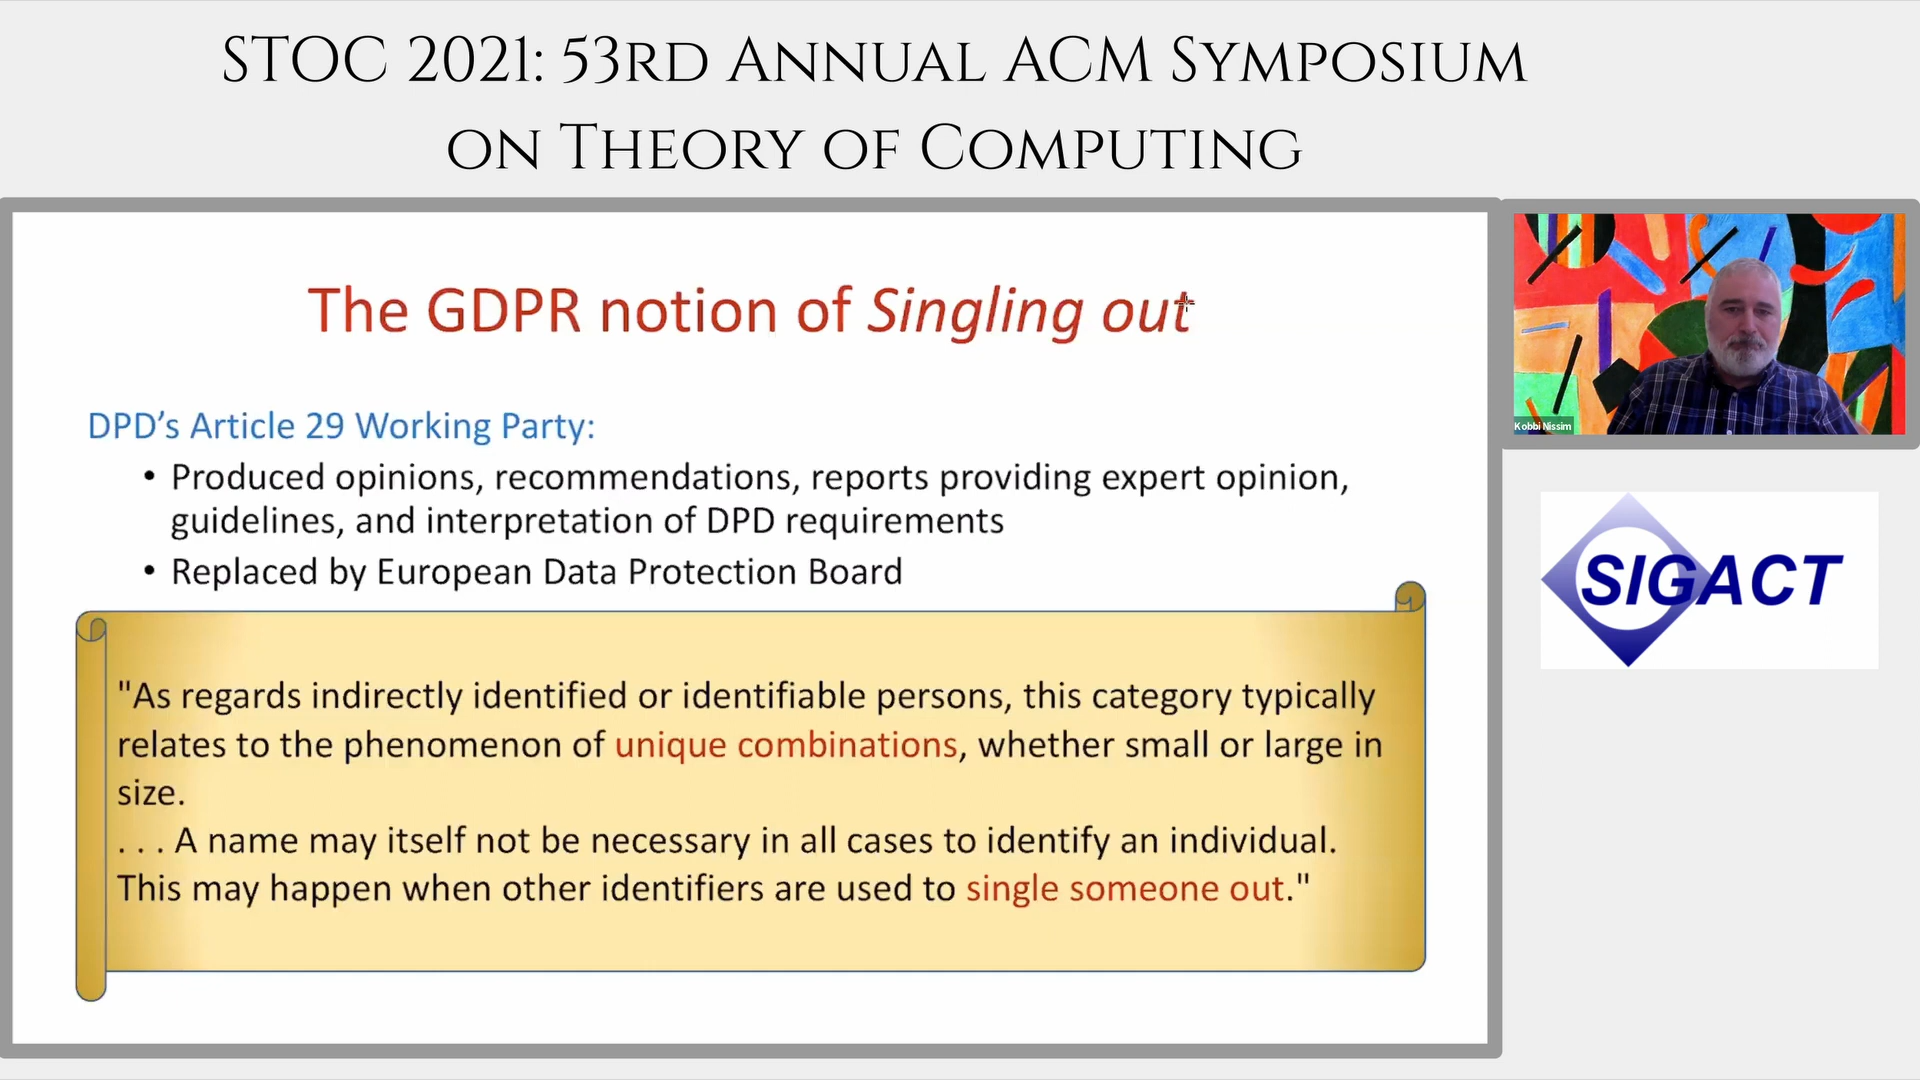 STOC 2021: 53rd Annual ACM Symposium
on Theory of Computing
The GDPR notion of Singling out
DPD’s Article 29 Working Party:
• Produced opinions, recommendations, reports providing expert opinion,
guidelines, and interpretation of DPD requirements
• Replaced by European Data Protection Board
"As regards indirectly identified or identifiable persons, this category typically
relates to the phenomenon of unique combinations, whether small or large in
size.
. . . A name may itself not be necessary in all cases to identify an individual.
This may happen when other identifiers are used to single someone out."
Kobbi Nissim
SIGACT